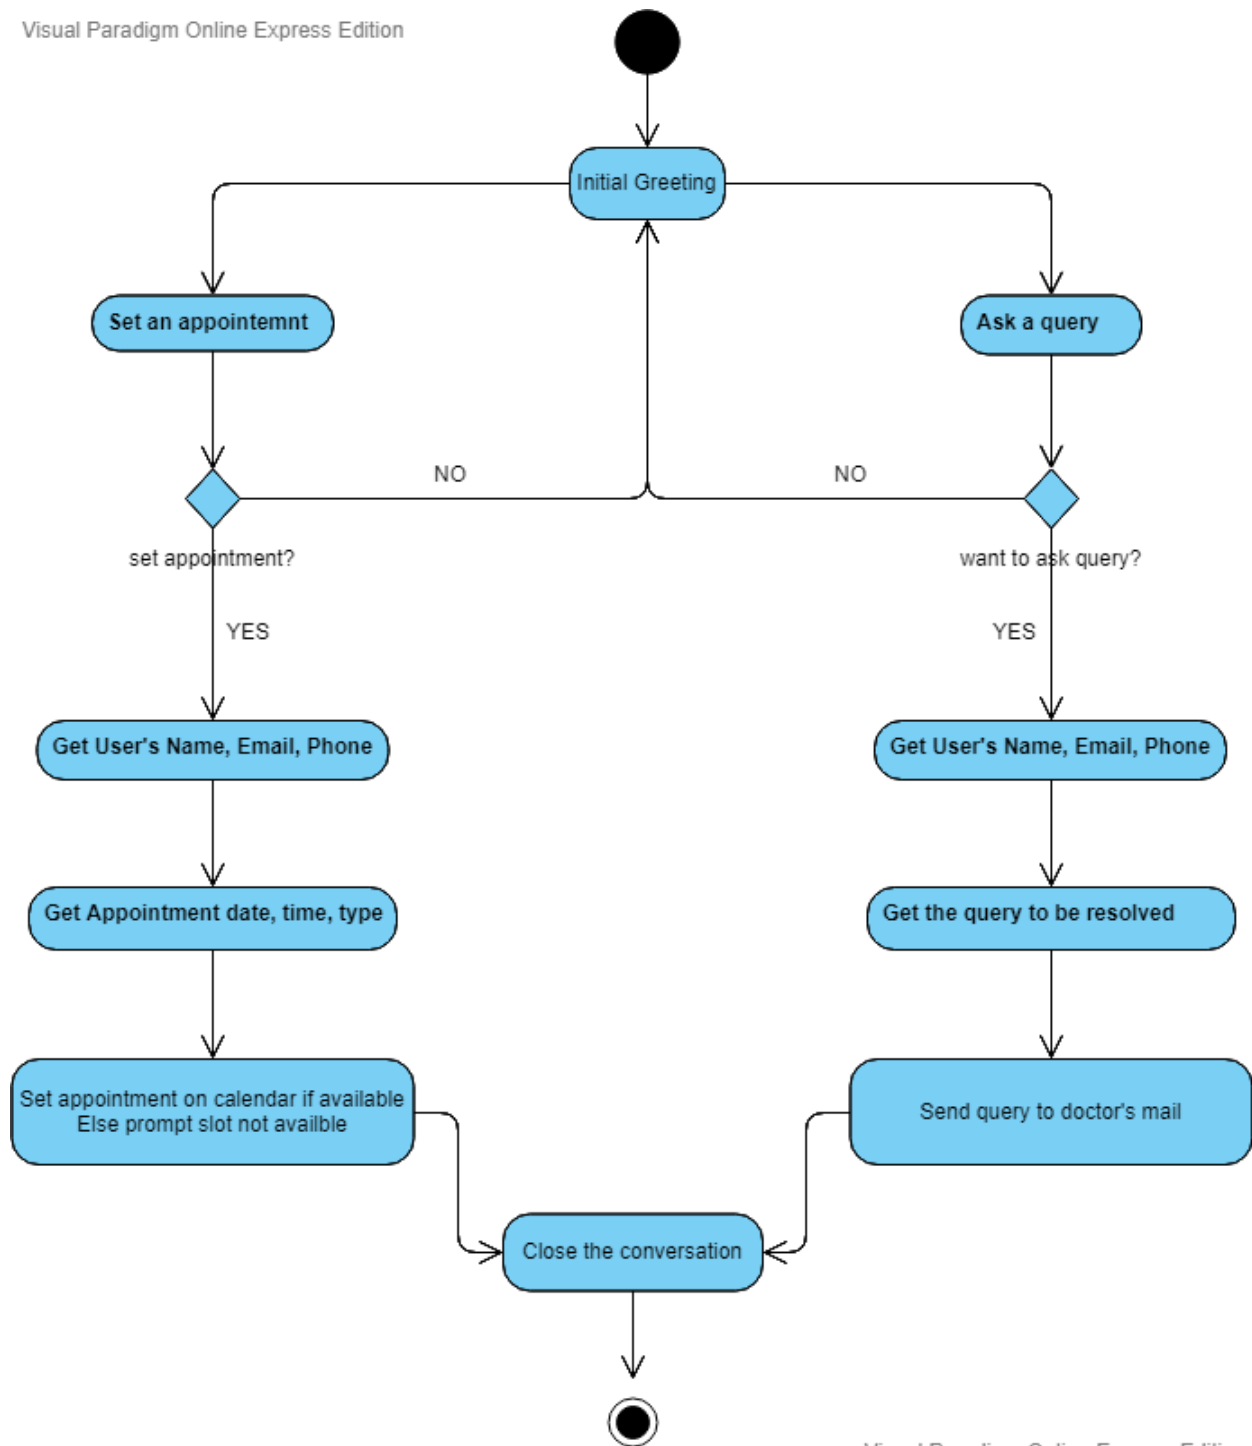 Visual Paradigm Online Express Edition
Initial Greeting
Set an appointemnt
Ask a query
NO
NO
set appointment?
want to ask query?
YES
YES
Get User's Name, Email, Phone
Get User's Name, Email, Phone
Get Appointment date, time, type
Get the query to be resolved
Set appointment on calendar if available
Else prompt slot not availble
Send query to doctor's mail
Close the conversation